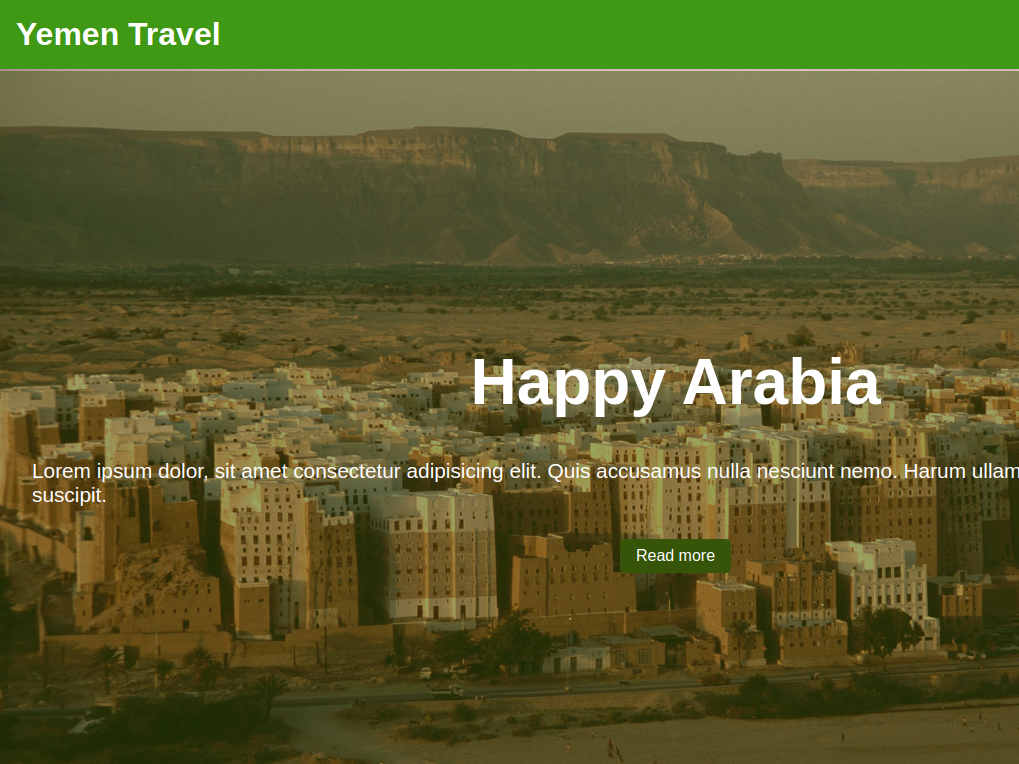 Yemen Travel
Happy Arabia
Lorem ipsum dolor, sit amet consectetur adipisicing elit. Quis accusamus nulla nesciunt nemo. Harum ullam
suscipit.
Read more